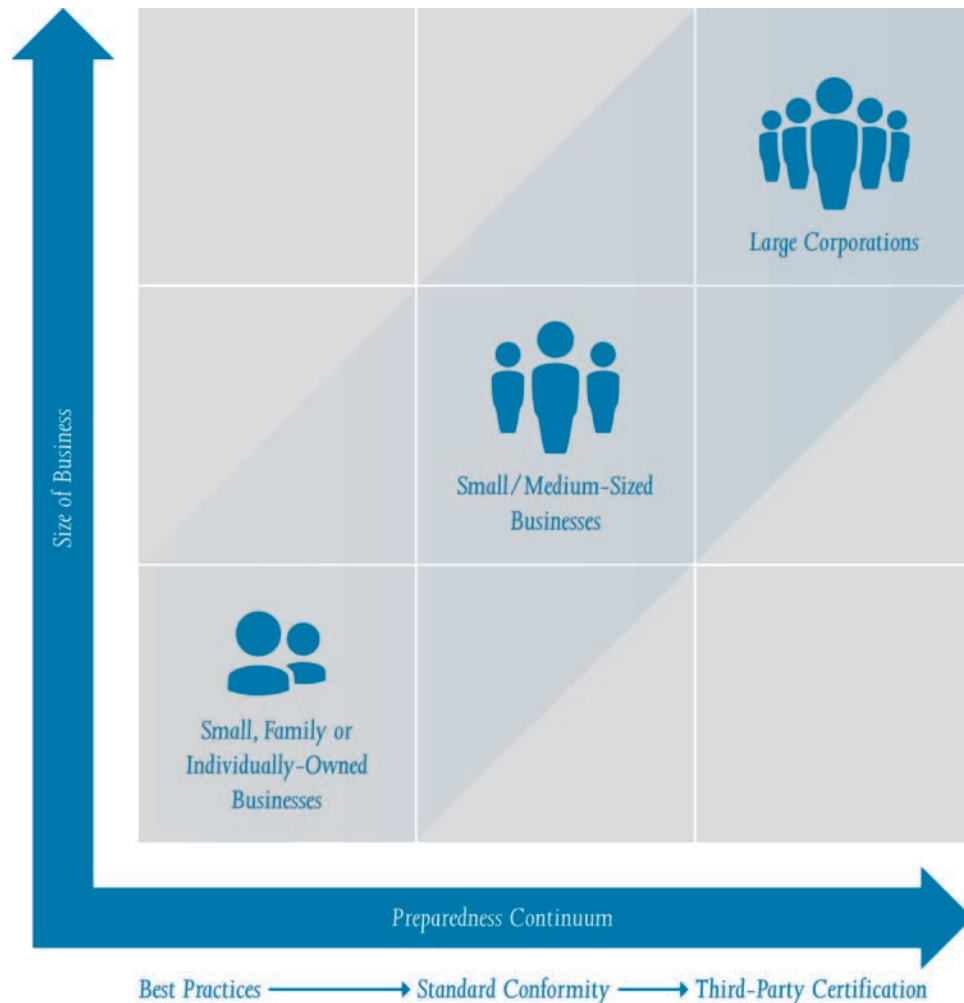 Large Corporations
Small/Medium-Sized
Businesses
Small, Family or
Individually-Owned
Businesses
Size of Business
Preparedness Continuum
Best Practices → Standard Conformity → Third-Party Certification